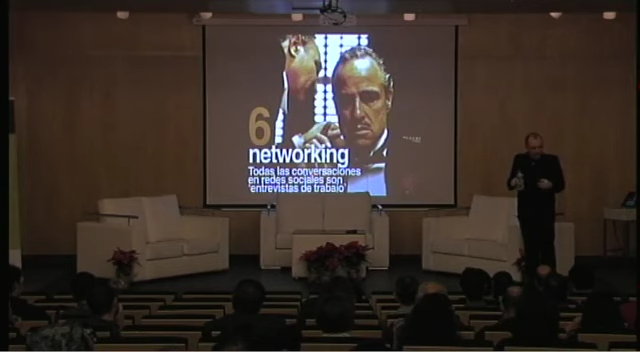 6
networking
Todas las conversaciones
en redes sociales son
'entrevistas de trabajo'